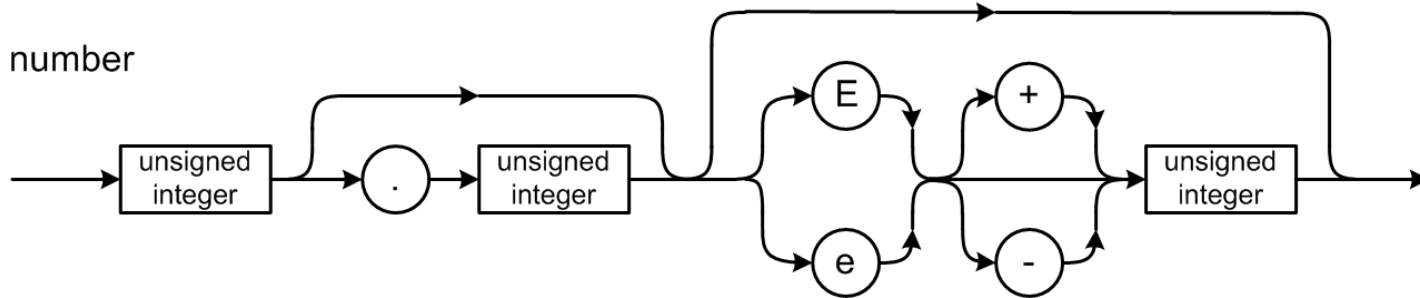 number
unsigned
integer
.
unsigned
integer
E
e
+
-
unsigned
integer